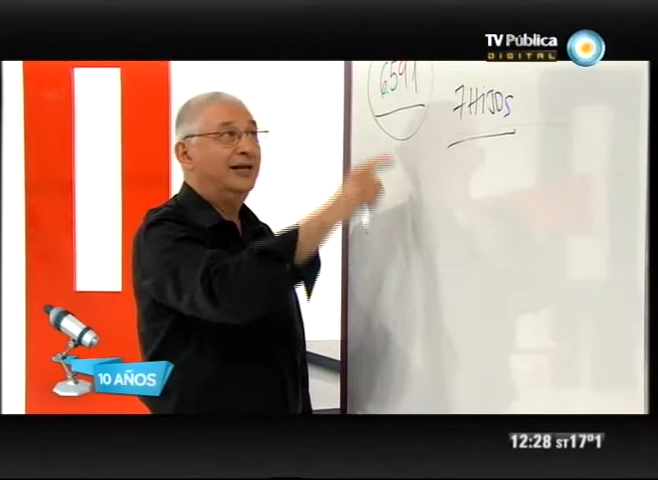 TV Pública
DIGITAL
6591
7 HIJOS
10 AÑOS
12:28 ST17º1